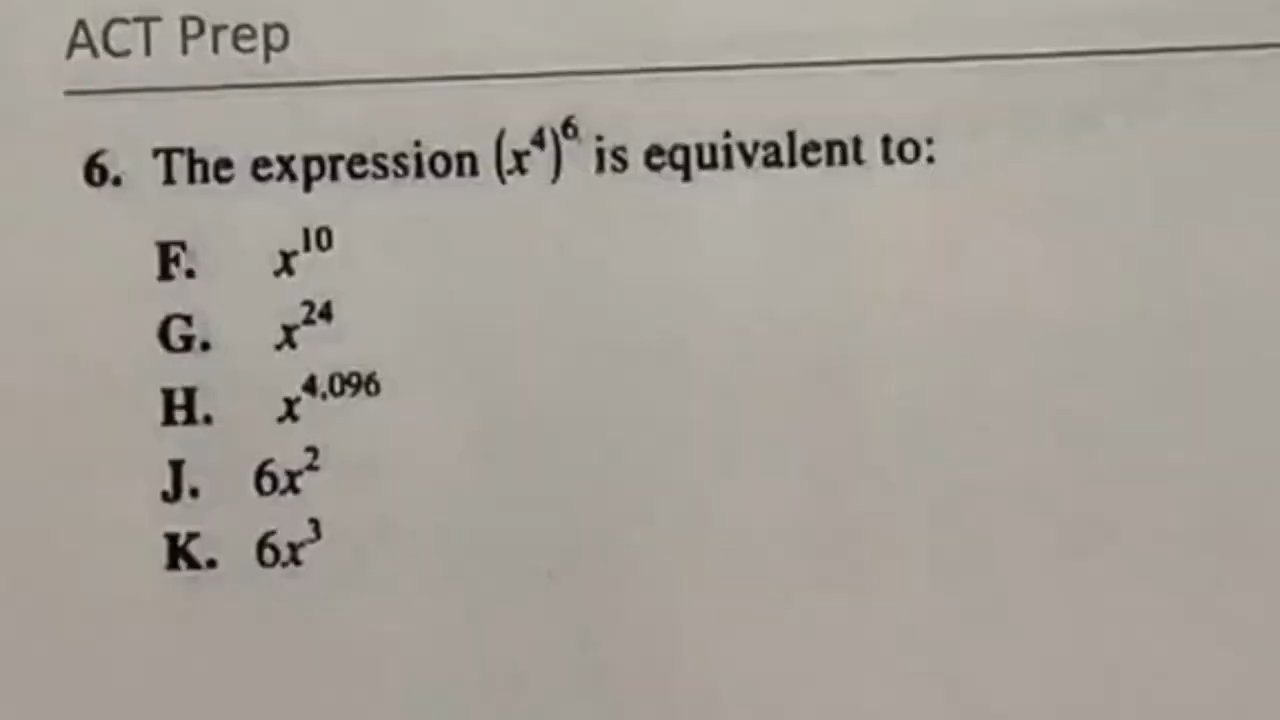 ACT Prep
6. The expression (x⁴)⁶ is equivalent to:
F. x¹⁰
G. x²⁴
H. x⁴,⁰⁹⁶
J. 6x²
K. 6x³